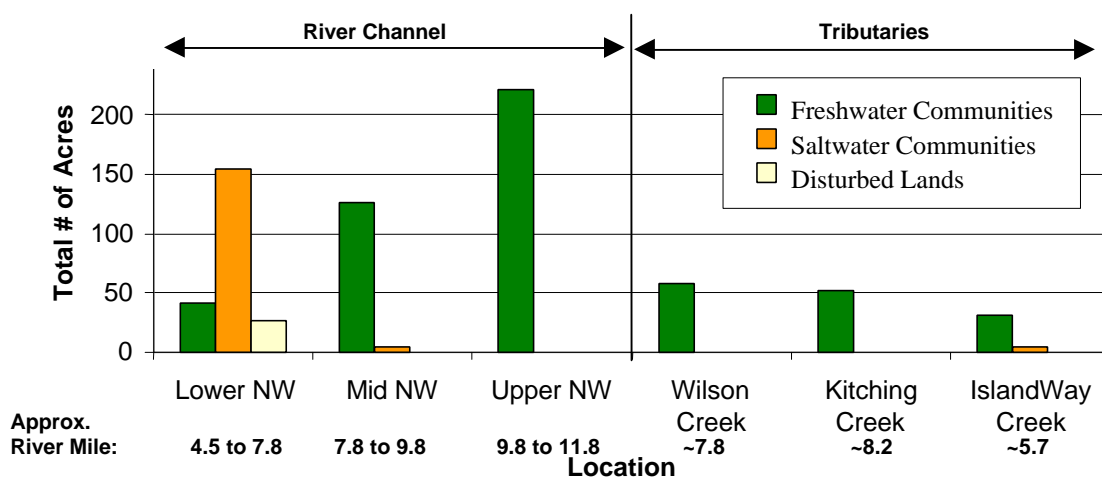 River Channel
Tributaries
Freshwater Communities
Saltwater Communities
Disturbed Lands
Total # of Acres
200
150
100
50
0
Lower NW Mid NW Upper NW Wilson Creek Kitching Creek IslandWay Creek
Approx.
River Mile: 4.5 to 7.8 7.8 to 9.8 9.8 to 11.8 ~7.8 ~8.2 ~5.7
Location